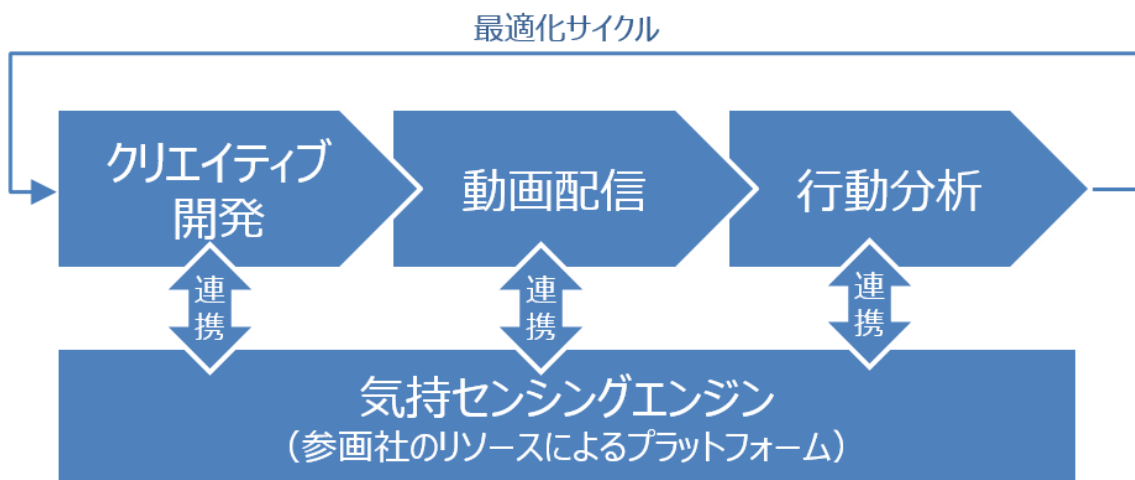 最適化サイクル
クリエイティブ
開発
動画配信
行動分析
連携
連携
連携
気持センシングエンジン
（参画社のリソースによるプラットフォーム）